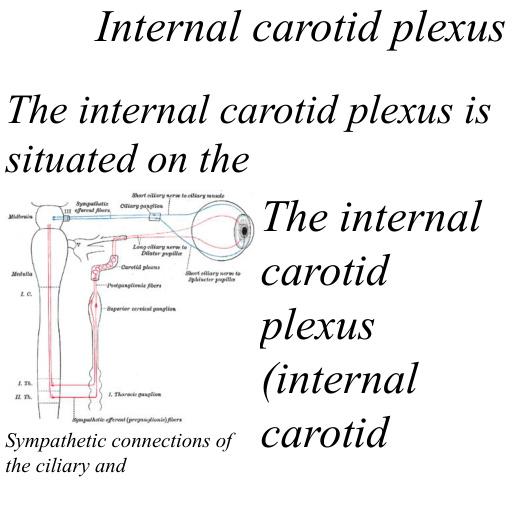 Internal carotid plexus
The internal carotid plexus is
situated on the
Short ciliary nerve to ciliary muscle
Sympathetic
efferent fibers
Ciliary ganglion
III
Midbrain
V
Long ciliary nerve to
Dilator pupillæ
Short ciliary nerve to
Sphincter pupillæ
Carotid plexus
Medulla
Postganglionic fibers
I. C.
Superior cervical ganglion
I. Th.
II. Th.
I. Thoracic ganglion
Sympathetic efferent (preganglionic) fibers
Sympathetic connections of
the ciliary and
The internal
carotid
plexus
(internal
carotid